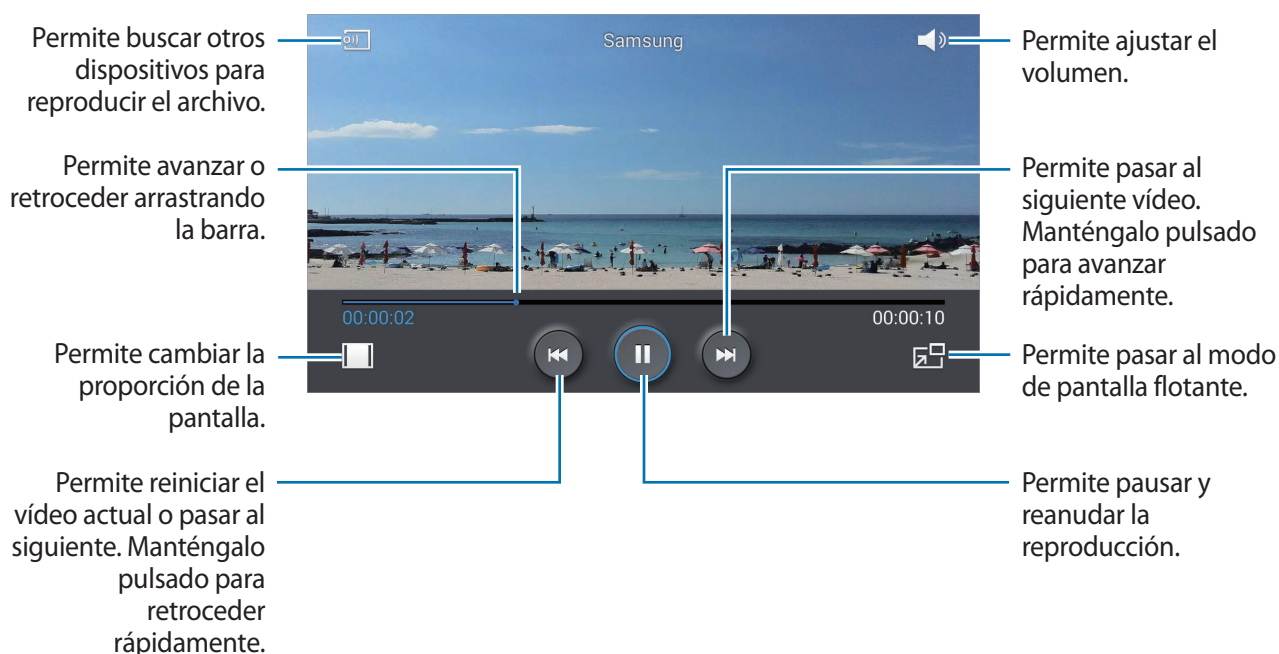 Permite buscar otros
dispositivos para
reproducir el archivo.
Permite avanzar o
retroceder arrastrando
la barra.
Permite cambiar la
proporción de la
pantalla.
Permite reiniciar el
vídeo actual o pasar al
siguiente. Manténgalo
pulsado para
retroceder
rápidamente.
Samsung
00:00:02
00:00:10
Permite ajustar el
volumen.
Permite pasar al
siguiente vídeo.
Manténgalo pulsado
para avanzar
rápidamente.
Permite pasar al modo
de pantalla flotante.
Permite pausar y
reanudar la
reproducción.